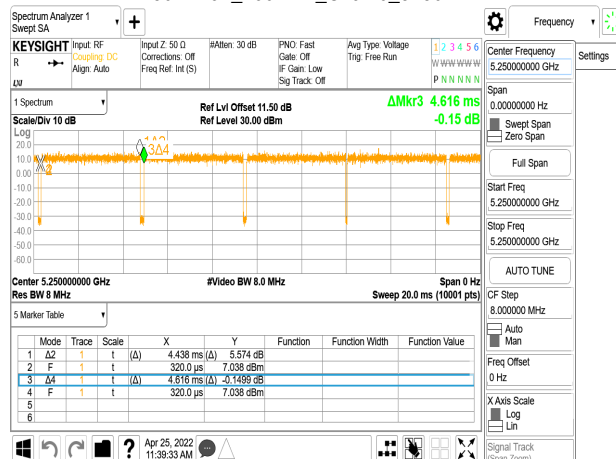 Spectrum Analyzer 1
Swept SA
Frequency
KEYSIGHT
R
LXI
Input: RF
Coupling: DC
Align: Auto
Input Z: 50 Ω
Corrections: Off
Freq Ref: Int (S)
#Atten: 30 dB
PNO: Fast
Gate: Off
IF Gain: Low
Sig Track: Off
Avg Type: Voltage
Trig: Free Run
1 2 3 4 5 6
W W W W W W
P N N N N N
Center Frequency
5.250000000 GHz
Settings
1 Spectrum
Scale/Div 10 dB
Ref Lvl Offset 11.50 dB
Ref Level 30.00 dBm
ΔMkr3 4.616 ms
-0.15 dB
Log
20.0
10.0
0.00
-10.0
-20.0
-30.0
-40.0
-50.0
-60.0
3Δ4
Span
0.00000000 Hz
Swept Span
Zero Span
Full Span
Start Freq
5.250000000 GHz
Stop Freq
5.250000000 GHz
AUTO TUNE
Center 5.250000000 GHz
Res BW 8 MHz
#Video BW 8.0 MHz
Span 0 Hz
Sweep 20.0 ms (10001 pts)
CF Step
8.000000 MHz
Auto
Man
Freq Offset
0 Hz
X Axis Scale
Log
Lin
Signal Track
(Span Zoom)
5 Marker Table
Mode Trace Scale X Y Function Function Width Function Value
1 Δ2 1 t (Δ) 4.438 ms (Δ) 5.574 dB
2 F 1 t 320.0 µs 7.038 dBm
3 Δ4 1 t (Δ) 4.616 ms (Δ) -0.1499 dB
4 F 1 t 320.0 µs 7.038 dBm
5
6
?
Apr 25, 2022
11:39:33 AM